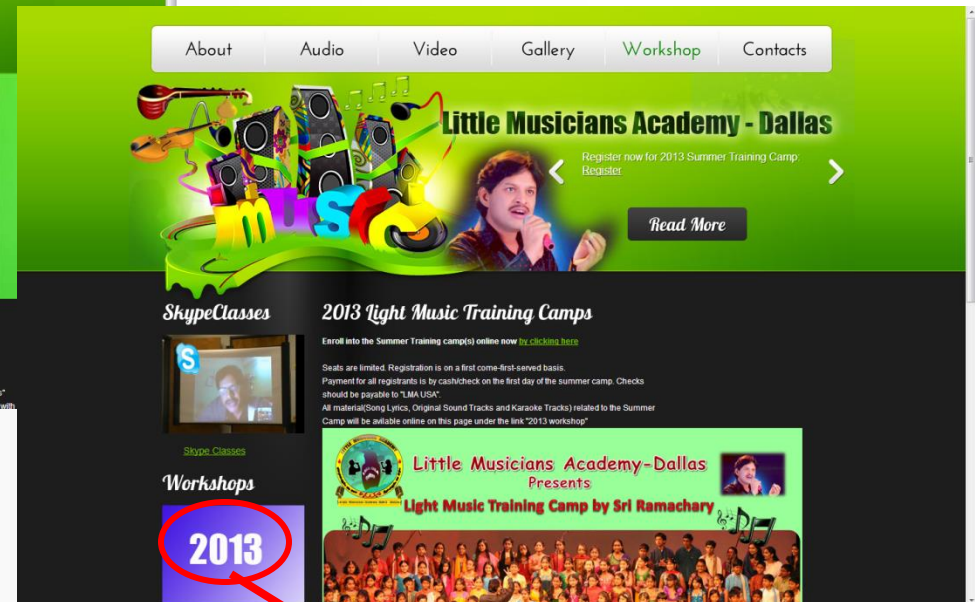 About Audio Video Gallery Workshop Contacts
Little Musicians Academy - Dallas
Register now for 2013 Summer Training Camp:
Register
Read More
music
SkypeClasses
S
Skype Classes
Workshops
2013
2013 Light Music Training Camps
Enroll into the Summer Training camp(s) online now by clicking here
Seats are limited. Registration is on a first come-first-served basis.
Payment for all registrants is by cash/check on the first day of the summer camp. Checks
should be payable to "LMA USA".
All material(Song Lyrics, Original Sound Tracks and Karaoke Tracks) related to the Summer
Camp will be avilable online on this page under the link "2013 workshop"
Little Musicians Academy-Dallas
Presents
Light Music Training Camp by Sri Ramachary
with